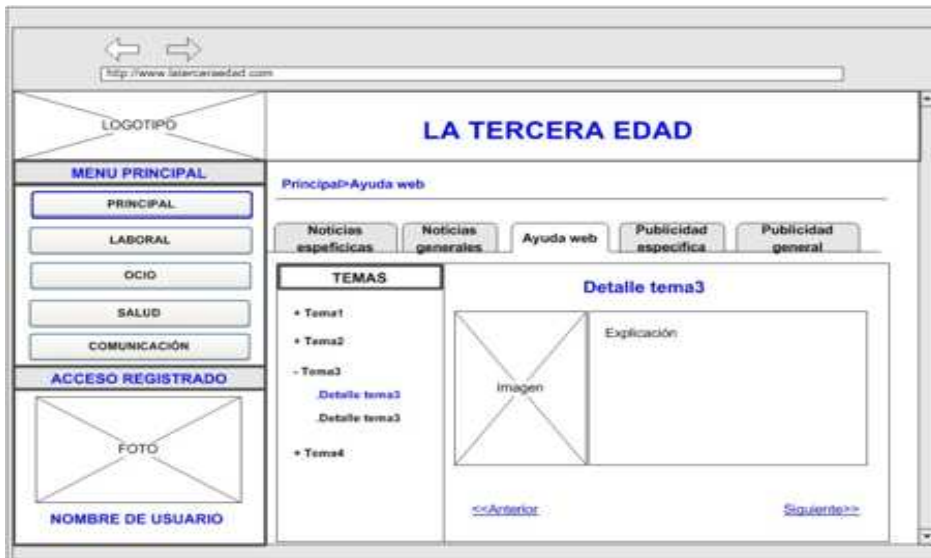 http://www.laterceraedad.com
LOGOTIPO
LA TERCERA EDAD
MENU PRINCIPAL
PRINCIPAL
LABORAL
OCIO
SALUD
COMUNICACIÓN
ACCESO REGISTRADO
FOTO
NOMBRE DE USUARIO
Principal>Ayuda web
Noticias
espeficicas
Noticias
generales
Ayuda web
Publicidad
especifica
Publicidad
general
TEMAS
+ Tema1
+ Tema2
- Tema3
.Detalle tema3
.Detalle tema3
+ Tema4
Detalle tema3
Imagen
Explicación
<<Anterior
Siguiente>>